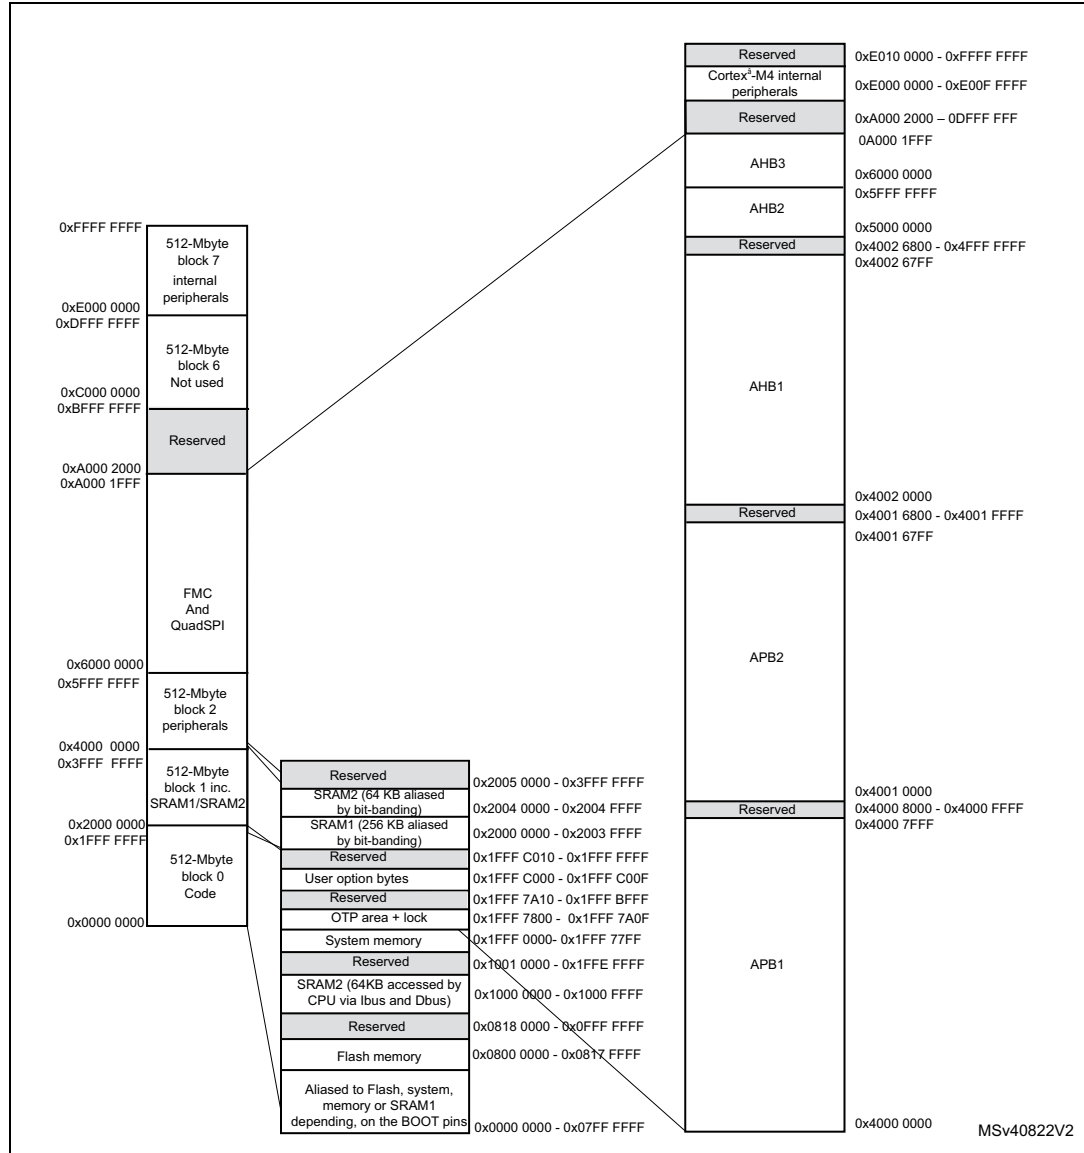 Reserved
0xE010 0000 - 0xFFFF FFFF
Cortexâ-M4 internal
peripherals
0xE000 0000 - 0xE00F FFFF
Reserved
0xA000 2000 – 0DFFF FFF
0A000 1FFF
AHB3
0x6000 0000
0x5FFF FFFF
AHB2
0x5000 0000
Reserved
0x4002 6800 - 0x4FFF FFFF
0x4002 67FF
AHB1
0x4002 0000
Reserved
0x4001 6800 - 0x4001 FFFF
0x4001 67FF
APB2
0x4001 0000
Reserved
0x4000 8000 - 0x4000 FFFF
0x4000 7FFF
APB1
0x4000 0000
0xFFFF FFFF
512-Mbyte
block 7
internal
peripherals
0xE000 0000
0xDFFF FFFF
512-Mbyte
block 6
Not used
0xC000 0000
0xBFFF FFFF
Reserved
0xA000 2000
0xA000 1FFF
FMC
And
QuadSPI
0x6000 0000
0x5FFF FFFF
512-Mbyte
block 2
peripherals
0x4000 0000
0x3FFF FFFF
512-Mbyte
block 1 inc.
SRAM1/SRAM2
0x2000 0000
0x1FFF FFFF
512-Mbyte
block 0
Code
0x0000 0000
Reserved
0x2005 0000 - 0x3FFF FFFF
SRAM2 (64 KB aliased
by bit-banding)
0x2004 0000 - 0x2004 FFFF
SRAM1 (256 KB aliased
by bit-banding)
0x2000 0000 - 0x2003 FFFF
Reserved
0x1FFF C010 - 0x1FFF FFFF
User option bytes
0x1FFF C000 - 0x1FFF C00F
Reserved
0x1FFF 7A10 - 0x1FFF BFFF
OTP area + lock
0x1FFF 7800 - 0x1FFF 7A0F
System memory
0x1FFF 0000- 0x1FFF 77FF
Reserved
0x1001 0000 - 0x1FFE FFFF
SRAM2 (64KB accessed by
CPU via Ibus and Dbus)
0x1000 0000 - 0x1000 FFFF
Reserved
0x0818 0000 - 0x0FFF FFFF
Flash memory
0x0800 0000 - 0x0817 FFFF
Aliased to Flash, system,
memory or SRAM1
depending, on the BOOT pins
0x0000 0000 - 0x07FF FFFF
MSv40822V2